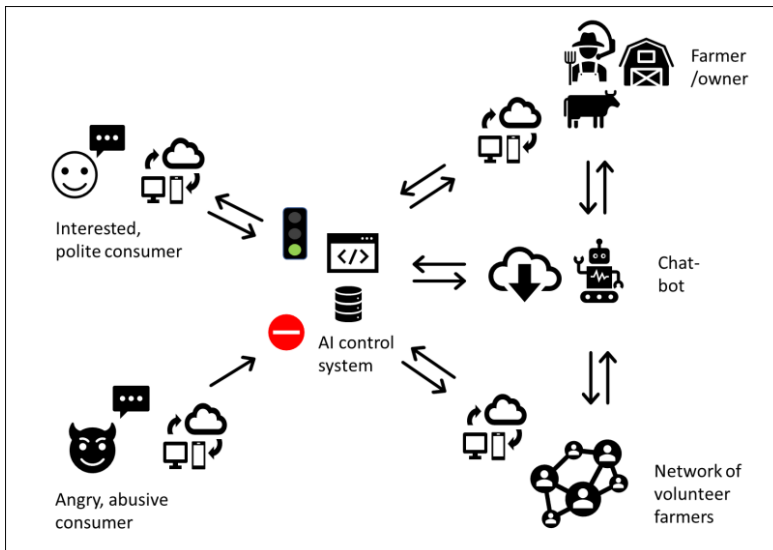 Farmer
/owner
Interested,
polite consumer
</>
AI control
system
Chat-
bot
Angry, abusive
consumer
Network of
volunteer
farmers